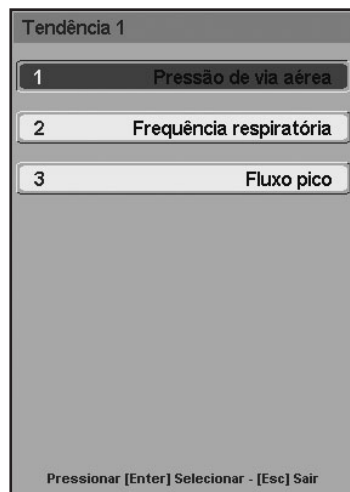 Tendência 1
1 Pressão de via aérea
2 Frequência respiratória
3 Fluxo pico
Pressionar [Enter] Selecionar - [Esc] Sair